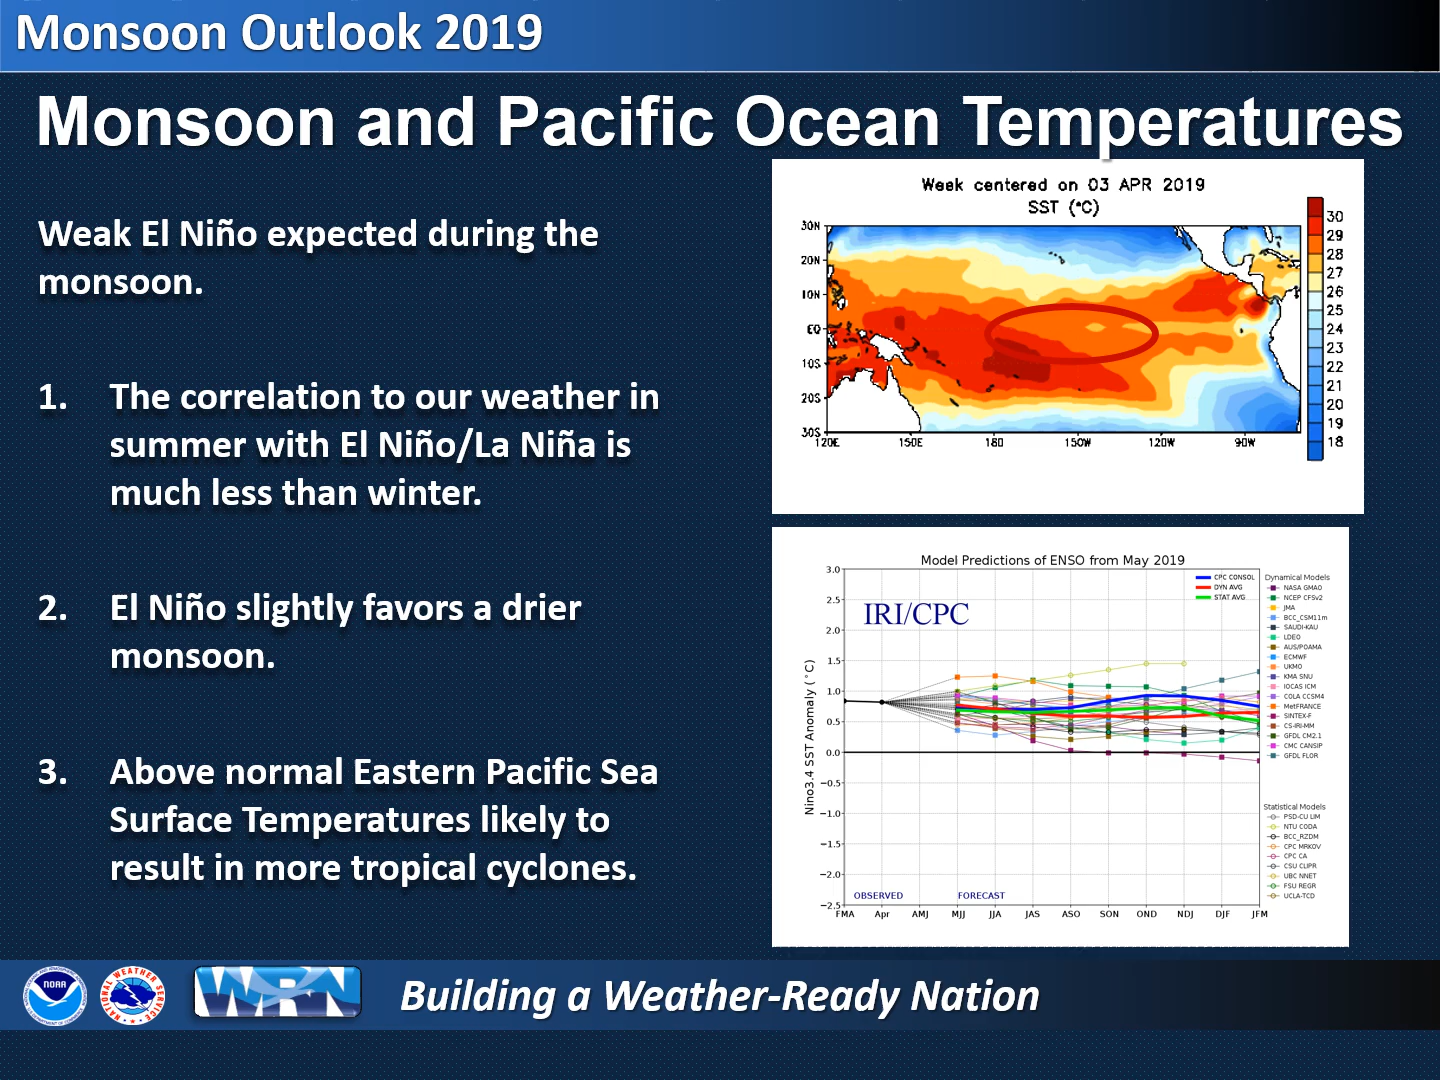 Monsoon Outlook 2019
Monsoon and Pacific Ocean Temperatures
Weak El Niño expected during the
monsoon.
1. The correlation to our weather in
summer with El Niño/La Niña is
much less than winter.
2. El Niño slightly favors a drier
monsoon.
3. Above normal Eastern Pacific Sea
Surface Temperatures likely to
result in more tropical cyclones.
Week centered on 03 APR 2019
SST (°C)
30N
20N
10N
EQ
10S
20S
30S
120E 150E 180 150W 120W 90W
30
29
28
27
26
25
24
23
22
21
20
19
18
Model Predictions of ENSO from May 2019
IRI/CPC
Nino3.4 SST Anomaly (°C)
3.0
2.5
2.0
1.5
1.0
0.5
0.0
−0.5
−1.0
−1.5
−2.0
−2.5
OBSERVED FORECAST
FMA Apr AMJ MJJ JJA JAS ASO SON OND NDJ DJF JFM
CPC CONSOL
DYN AVG
STAT AVG
Dynamical Models
NASA GMAO
NCEP CFSv2
JMA
BCC_CSM11m
SAUDI-KAU
LDEO
AUS/POAMA
ECMWF
UKMO
KMA SNU
IOCAS ICM
COLA CCSM4
MetFRANCE
SINTEX-F
CS-IRI-MM
GFDL CM2.1
CMC CANSIP
GFDL FLOR
Statistical Models
PSD-CU LIM
NTU CODA
BCC_RZDM
CPC MRKOV
CPC CA
CSU CLIPR
UBC NNET
FSU REGR
UCLA-TCD
NOAA
NATIONAL WEATHER SERVICE
WRN
Building a Weather-Ready Nation